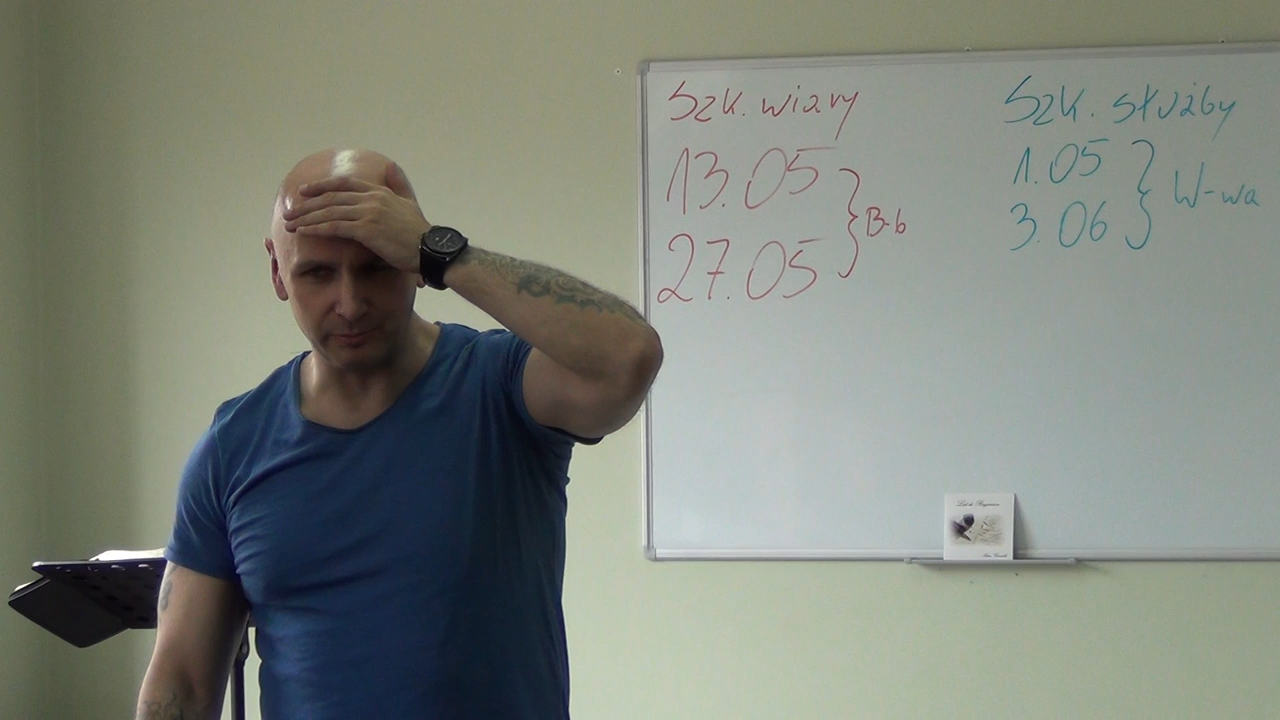 Szk. wiary
13.05
27.05
B-b
Szk. służby
1.05
3.06
W-wa